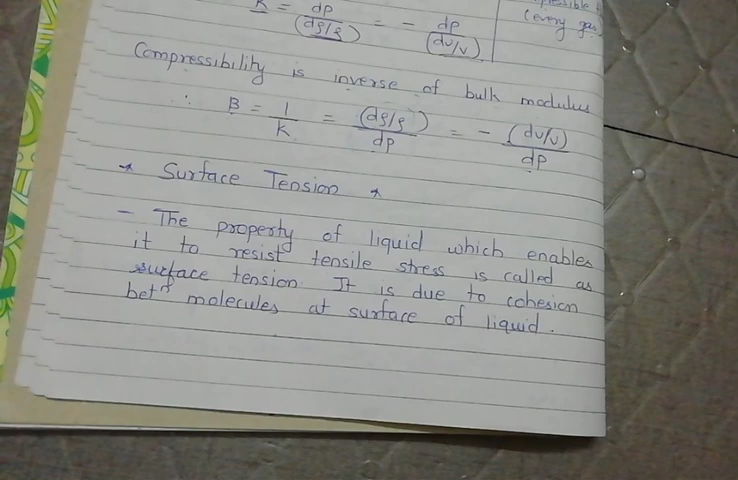 K = dp/(dρ/ρ) = - dp/(dv/v)
(every gas
Compressibility is inverse of bulk modulus
∴ B = 1/K = (dρ/ρ)/dp = - (dv/v)/dp
* Surface Tension *
- The property of liquid which enables
it to resist tensile stress is called as
surface tension. It is due to cohesion
betn molecules at surface of liquid.